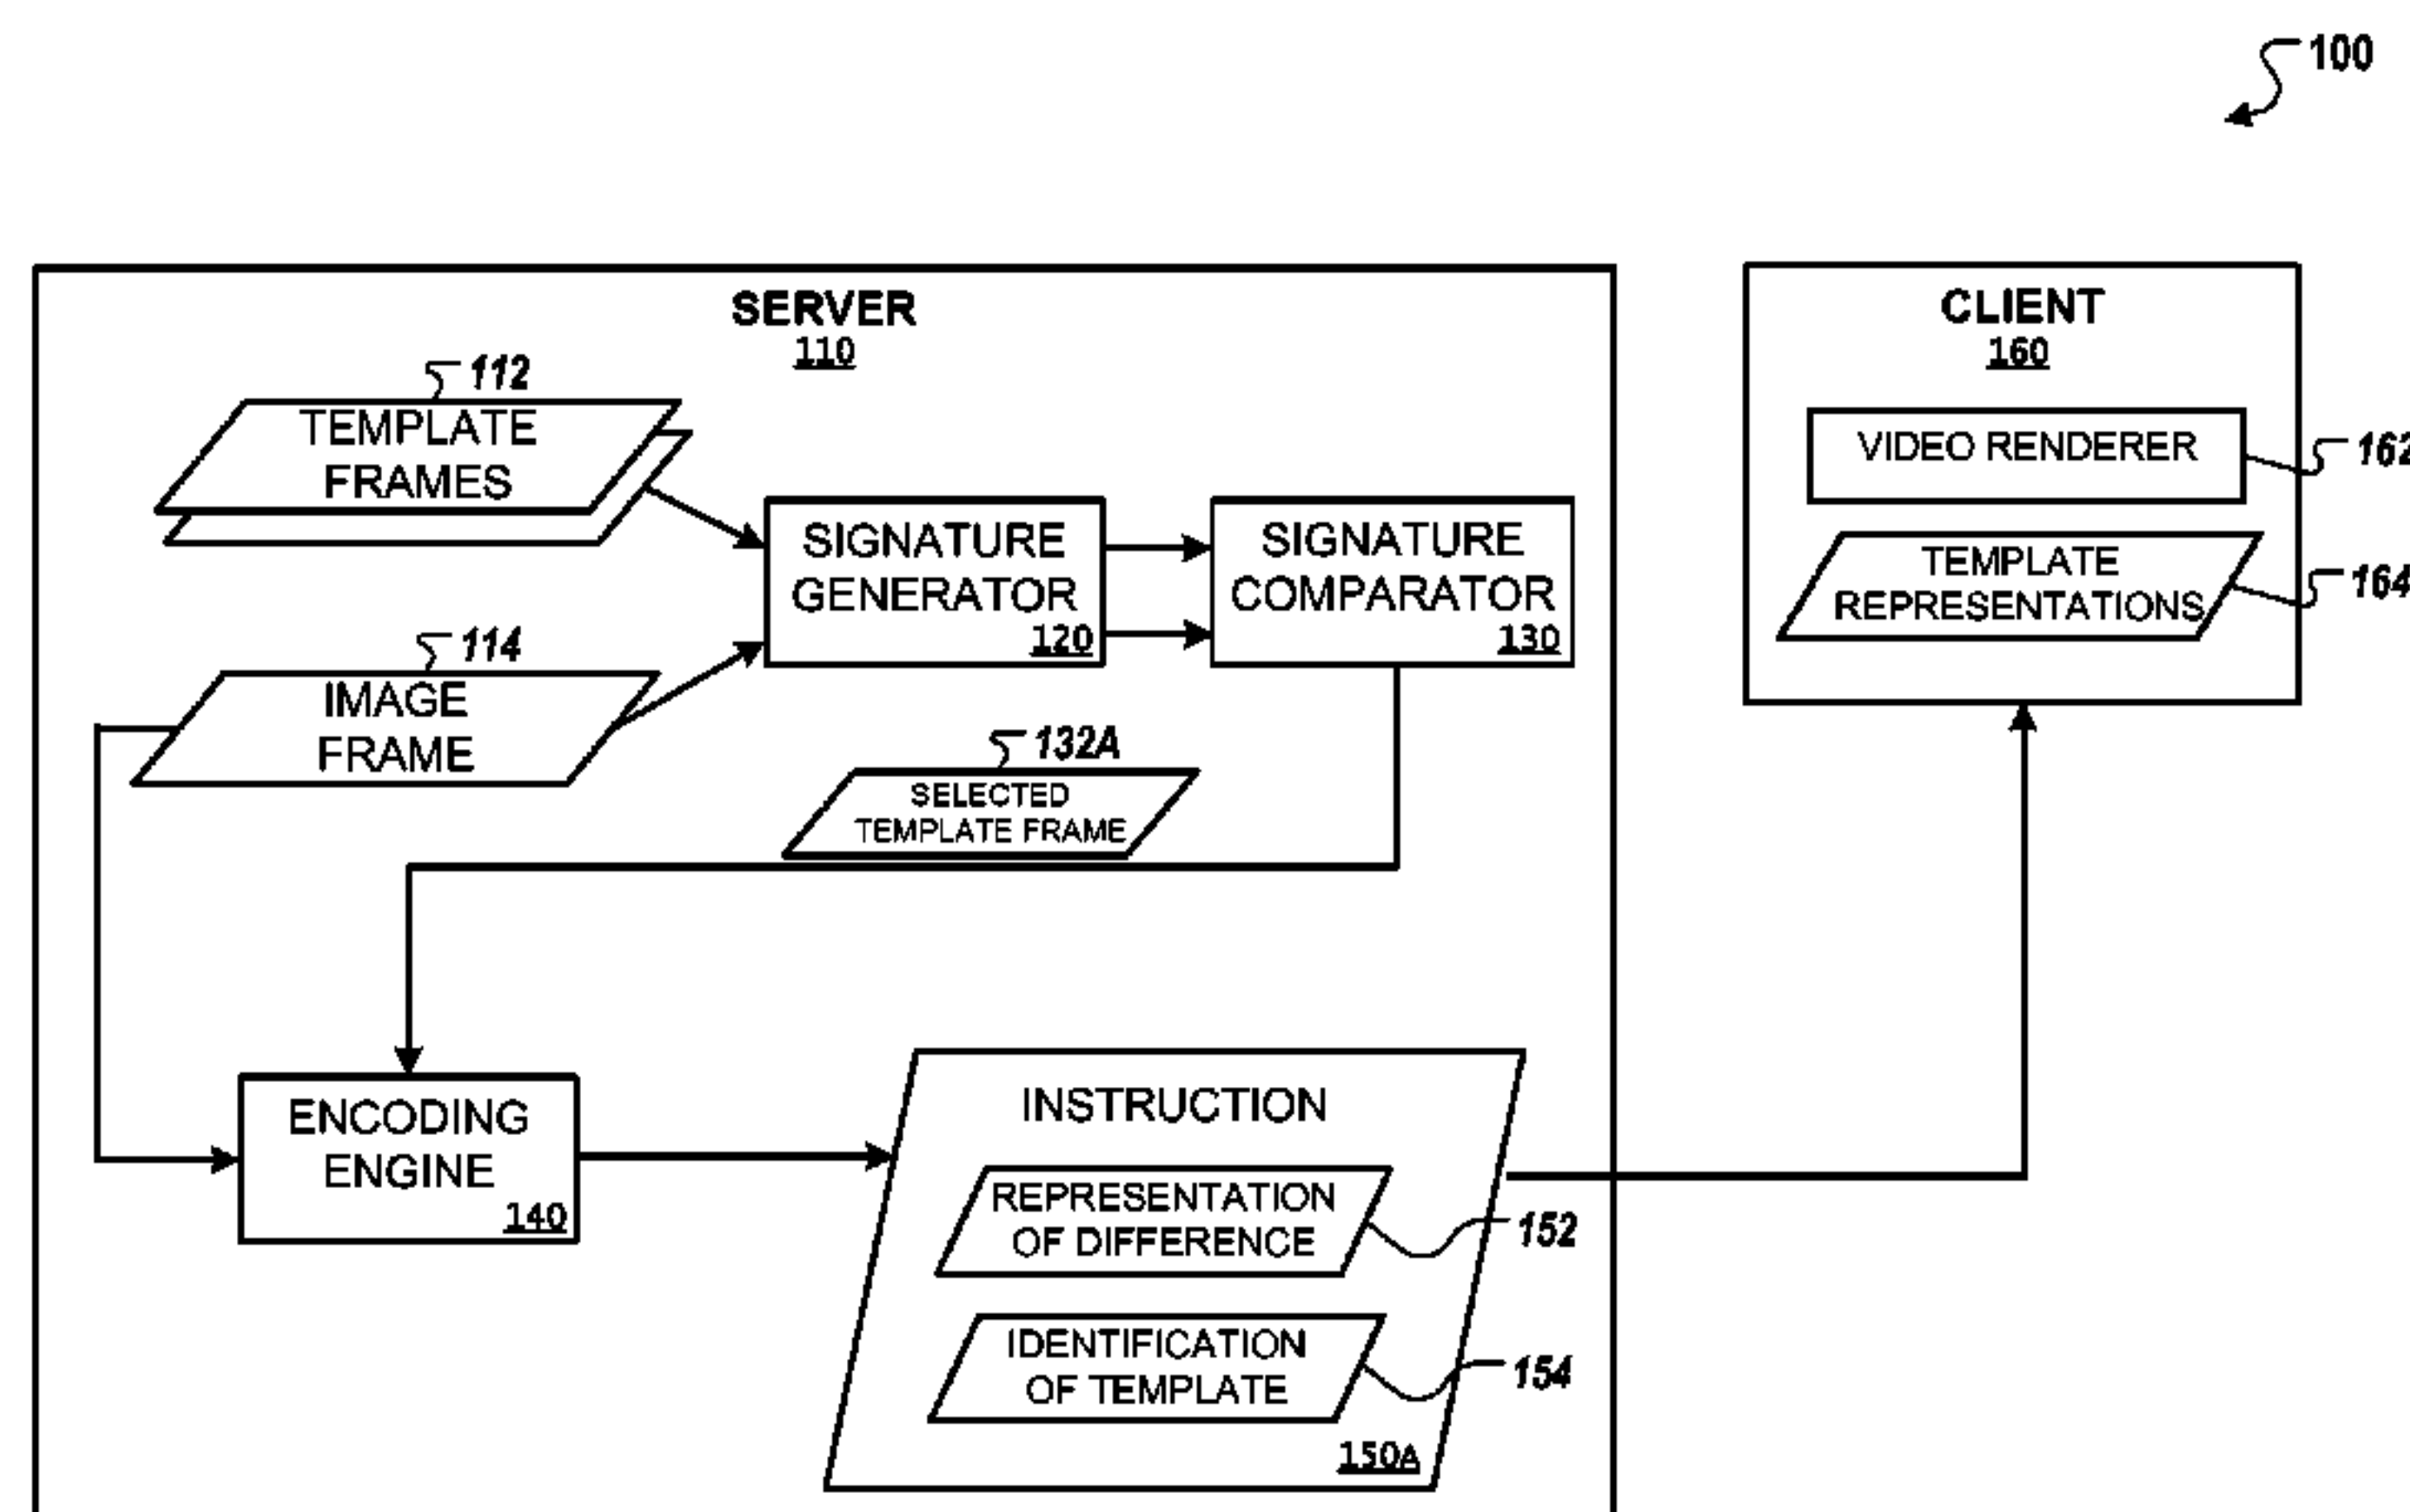 100
SERVER
110
112
TEMPLATE
FRAMES
SIGNATURE
GENERATOR
120
SIGNATURE
COMPARATOR
130
114
IMAGE
FRAME
132A
SELECTED
TEMPLATE FRAME
ENCODING
ENGINE
140
INSTRUCTION
REPRESENTATION
OF DIFFERENCE
152
IDENTIFICATION
OF TEMPLATE
154
150A
CLIENT
160
VIDEO RENDERER
162
TEMPLATE
REPRESENTATIONS
164